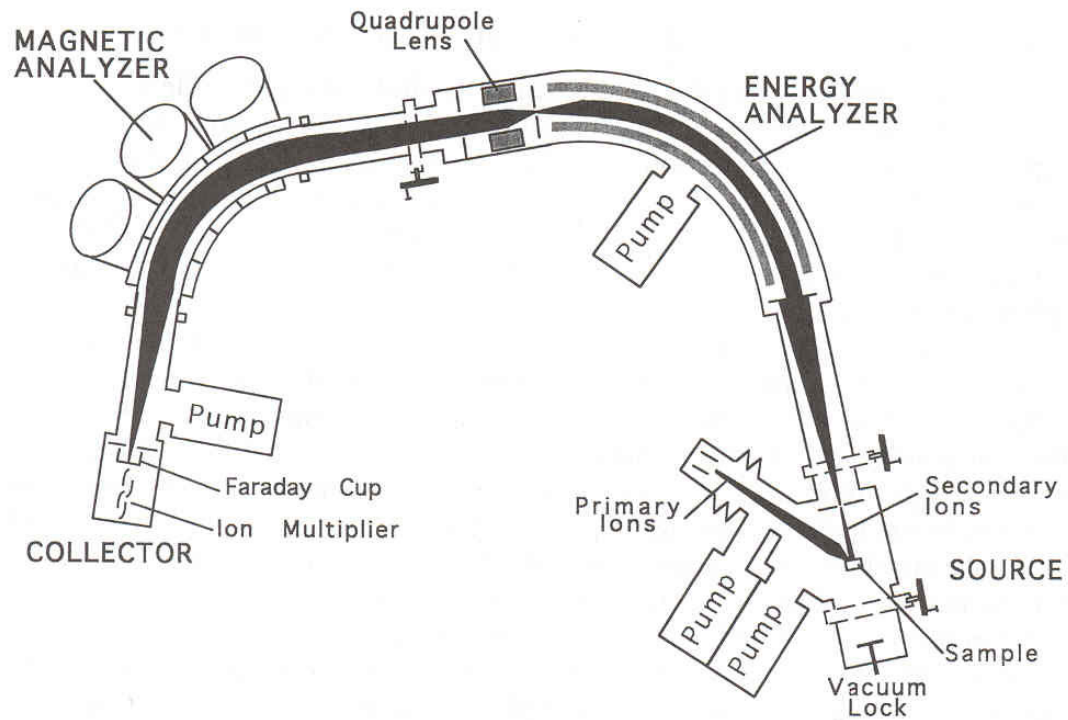 Quadrupole
Lens
MAGNETIC
ANALYZER
ENERGY
ANALYZER
Pump
Pump
Faraday Cup
Ion Multiplier
COLLECTOR
Primary
Ions
Secondary
Ions
SOURCE
Pump
Pump
Sample
Vacuum
Lock